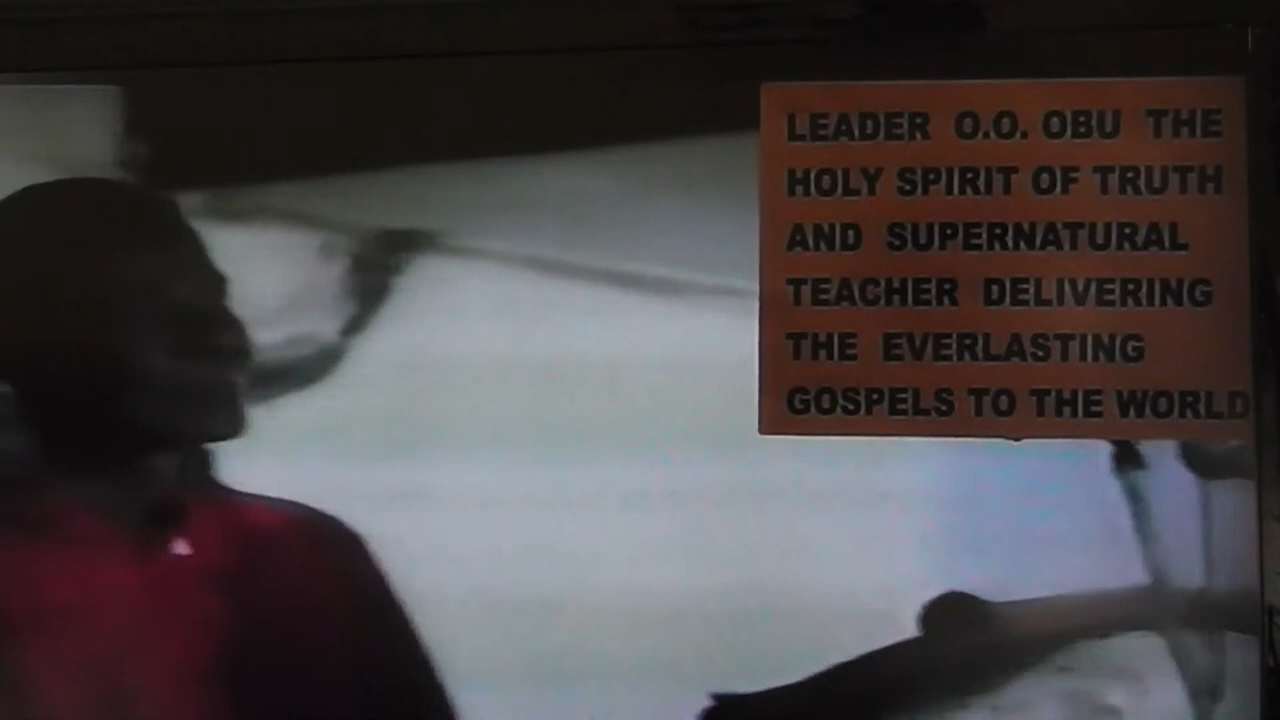 LEADER O.O. OBU THE
HOLY SPIRIT OF TRUTH
AND SUPERNATURAL
TEACHER DELIVERING
THE EVERLASTING
GOSPELS TO THE WORLD